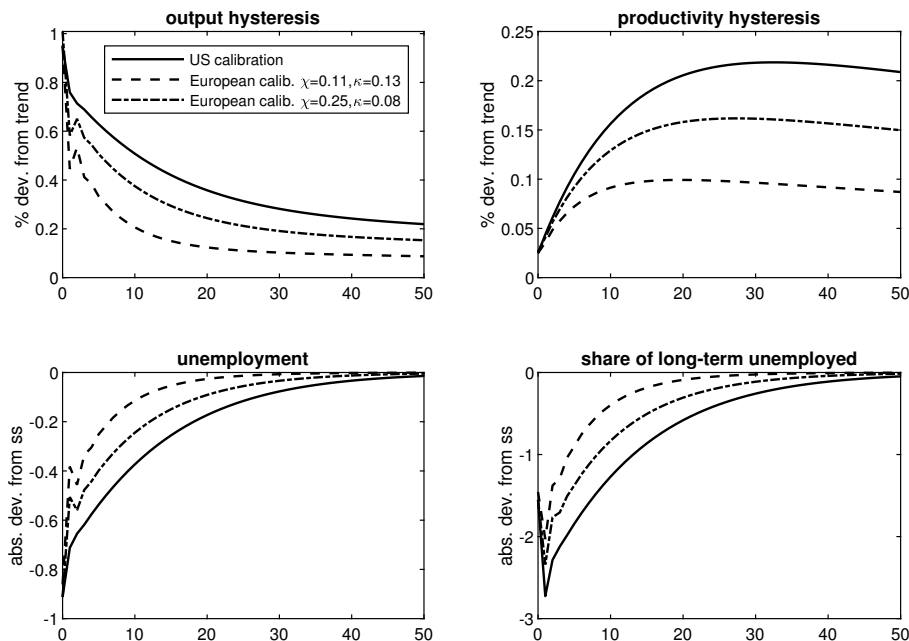 output hysteresis
% dev. from trend
1
0.8
0.6
0.4
0.2
0
0 10 20 30 40 50
US calibration
European calib. χ=0.11,κ=0.13
European calib. χ=0.25,κ=0.08
productivity hysteresis
% dev. from trend
0.25
0.2
0.15
0.1
0.05
0
0 10 20 30 40 50
unemployment
abs. dev. from ss
0
-0.2
-0.4
-0.6
-0.8
-1
0 10 20 30 40 50
share of long-term unemployed
abs. dev. from ss
0
-1
-2
-3
0 10 20 30 40 50